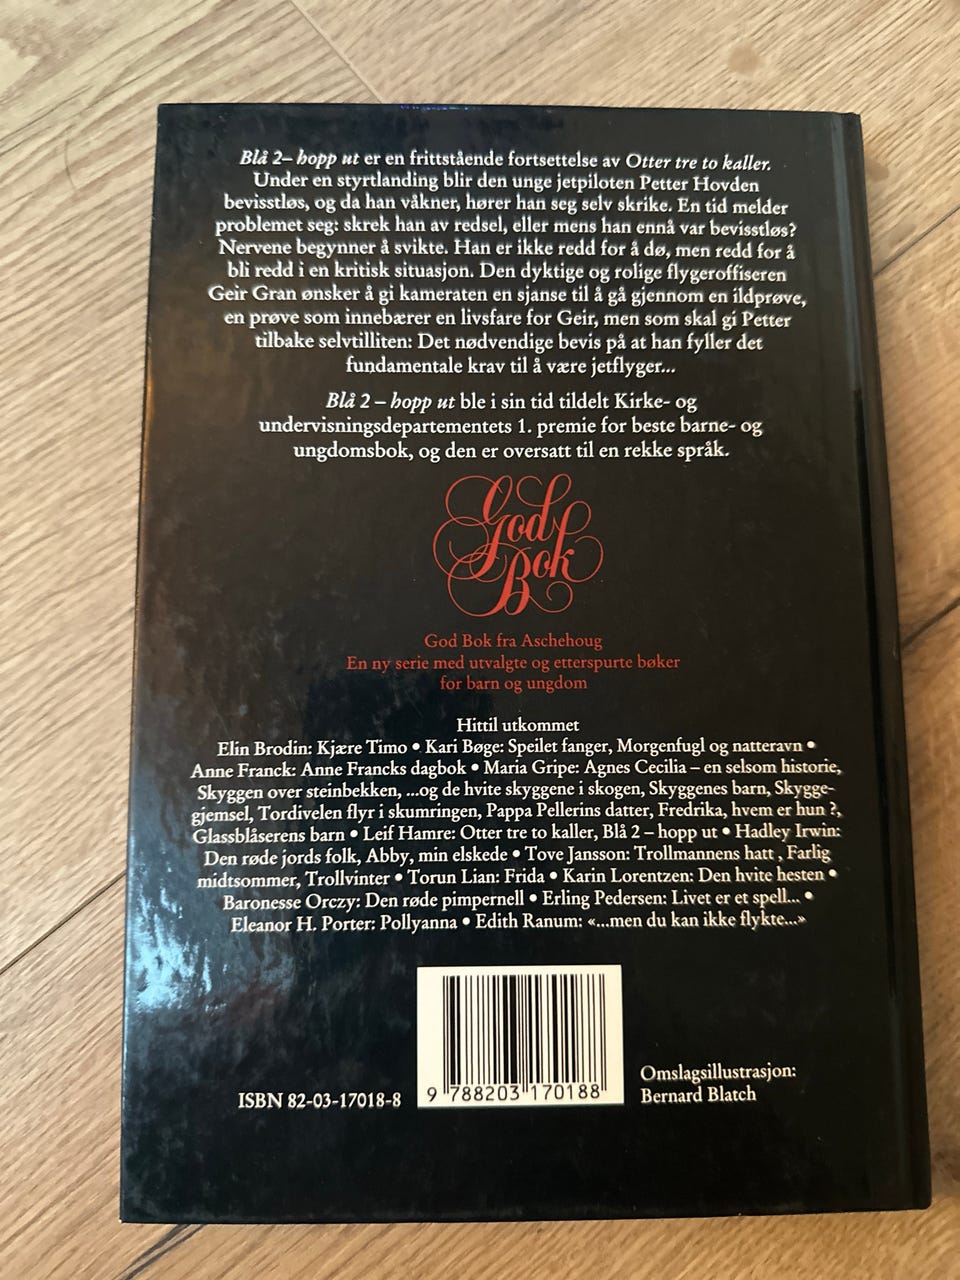 Blå 2– hopp ut er en frittstående fortsettelse av Otter tre to kaller.
Under en styrtlanding blir den unge jetpiloten Petter Hovden
bevisstløs, og da han våkner, hører han seg selv skrike. En tid melder
problemet seg: skrek han av redsel, eller mens han ennå var bevisstløs?
Nervene begynner å svikte. Han er ikke redd for å dø, men redd for å
bli redd i en kritisk situasjon. Den dyktige og rolige flygeroffiseren
Geir Gran ønsker å gi kameraten en sjanse til å gå gjennom en ildprøve,
en prøve som innebærer en livsfare for Geir, men som skal gi Petter
tilbake selvtilliten: Det nødvendige bevis på at han fyller det
fundamentale krav til å være jetflyger...
Blå 2 – hopp ut ble i sin tid tildelt Kirke- og
undervisningsdepartementets 1. premie for beste barne- og
ungdomsbok, og den er oversatt til en rekke språk.
God
Bok
God Bok fra Aschehoug
En ny serie med utvalgte og etterspurte bøker
for barn og ungdom
Hittil utkommet
Elin Brodin: Kjære Timo • Kari Bøge: Speilet fanger, Morgenfugl og natteravn •
Anne Franck: Anne Francks dagbok • Maria Gripe: Agnes Cecilia – en selsom historie,
Skyggen over steinbekken, ...og de hvite skyggene i skogen, Skyggenes barn, Skygge-
gjemsel, Tordivelen flyr i skumringen, Pappa Pellerins datter, Fredrika, hvem er hun ?,
Glassblåserens barn • Leif Hamre: Otter tre to kaller, Blå 2 – hopp ut • Hadley Irwin:
Den røde jords folk, Abby, min elskede • Tove Jansson: Trollmannens hatt , Farlig
midtsommer, Trollvinter • Torun Lian: Frida • Karin Lorentzen: Den hvite hesten •
Baronesse Orczy: Den røde pimpernell • Erling Pedersen: Livet er et spell... •
Eleanor H. Porter: Pollyanna • Edith Ranum: «...men du kan ikke flykte...»
ISBN 82-03-17018-8
9 788203 170188
Omslagsillustrasjon:
Bernard Blatch